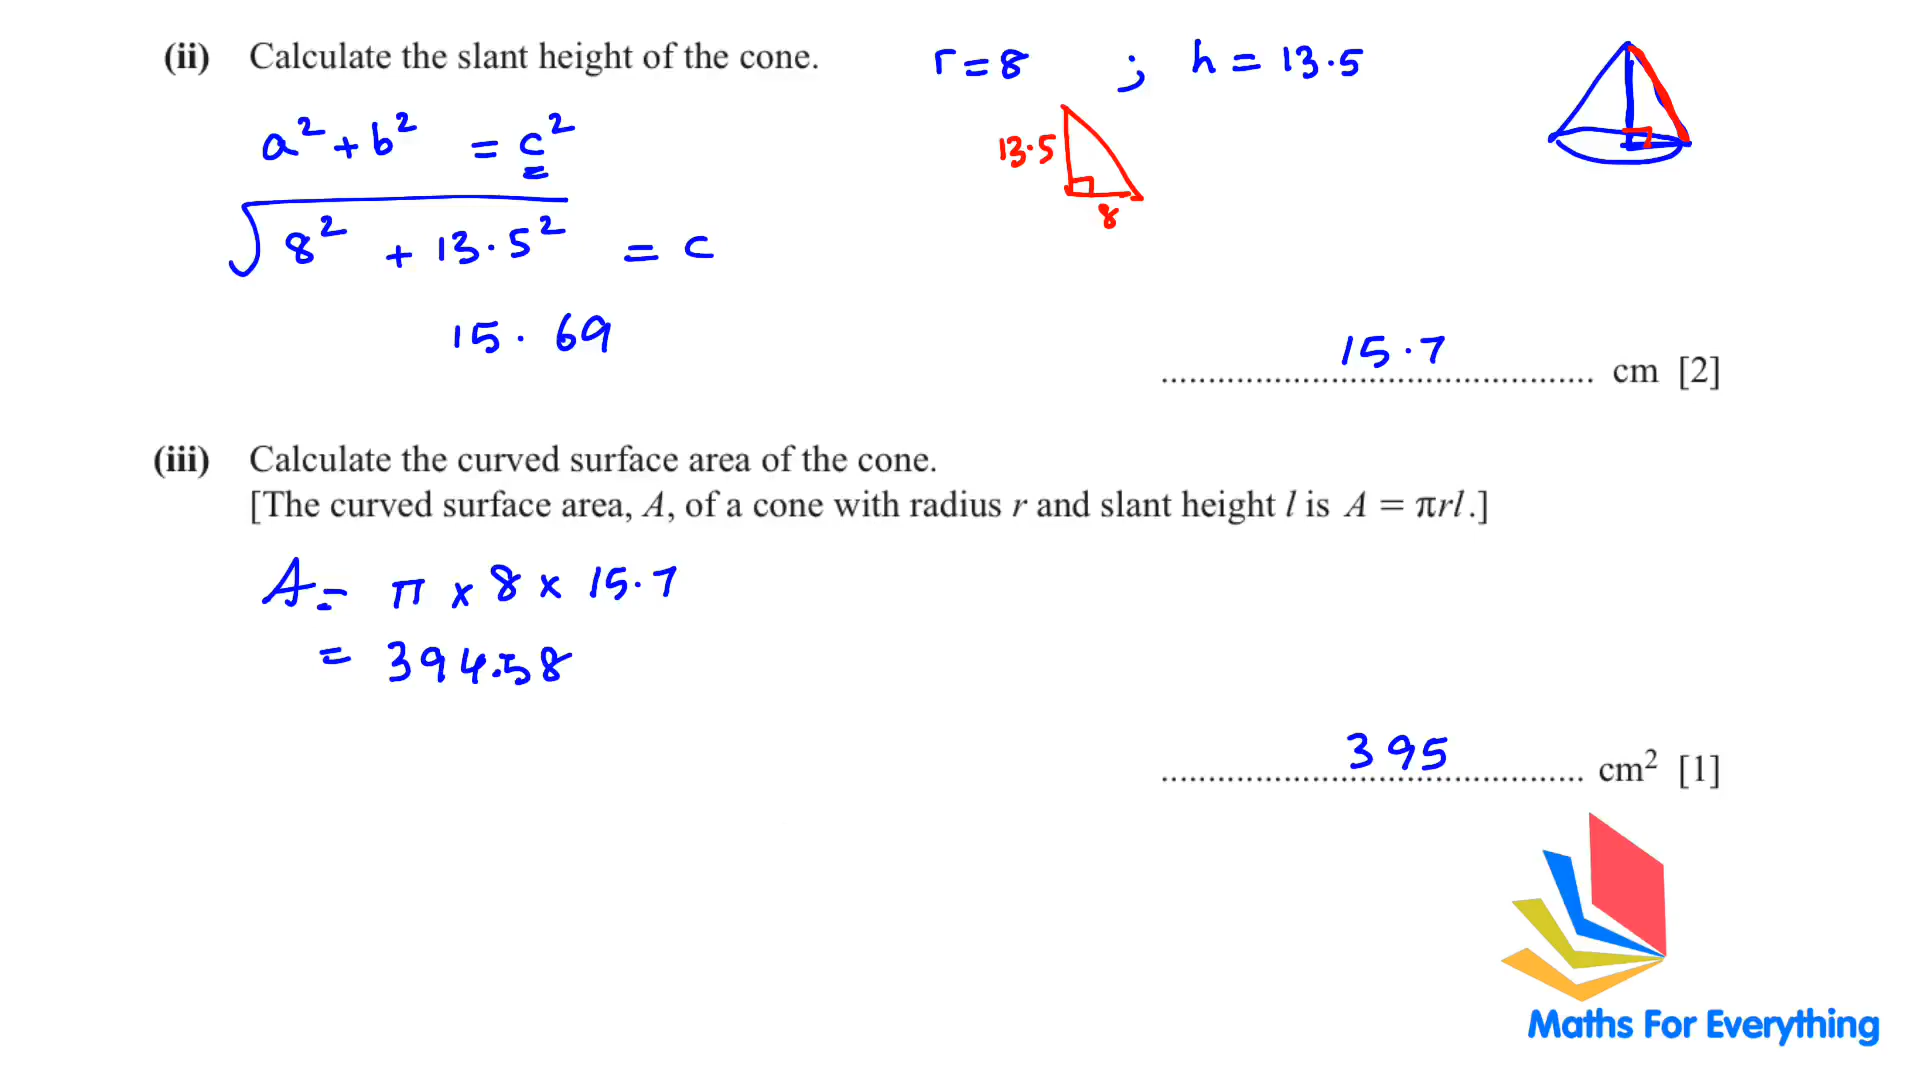 (ii) Calculate the slant height of the cone.
r = 8 ; h = 13.5
a² + b² = c²
13.5
8
√8² + 13.5² = c
15.69
15.7
........................................ cm [2]
(iii) Calculate the curved surface area of the cone.
[The curved surface area, A, of a cone with radius r and slant height l is A = πrl.]
A = π × 8 × 15.7
= 394.58
395
........................................ cm² [1]
Maths For Everything